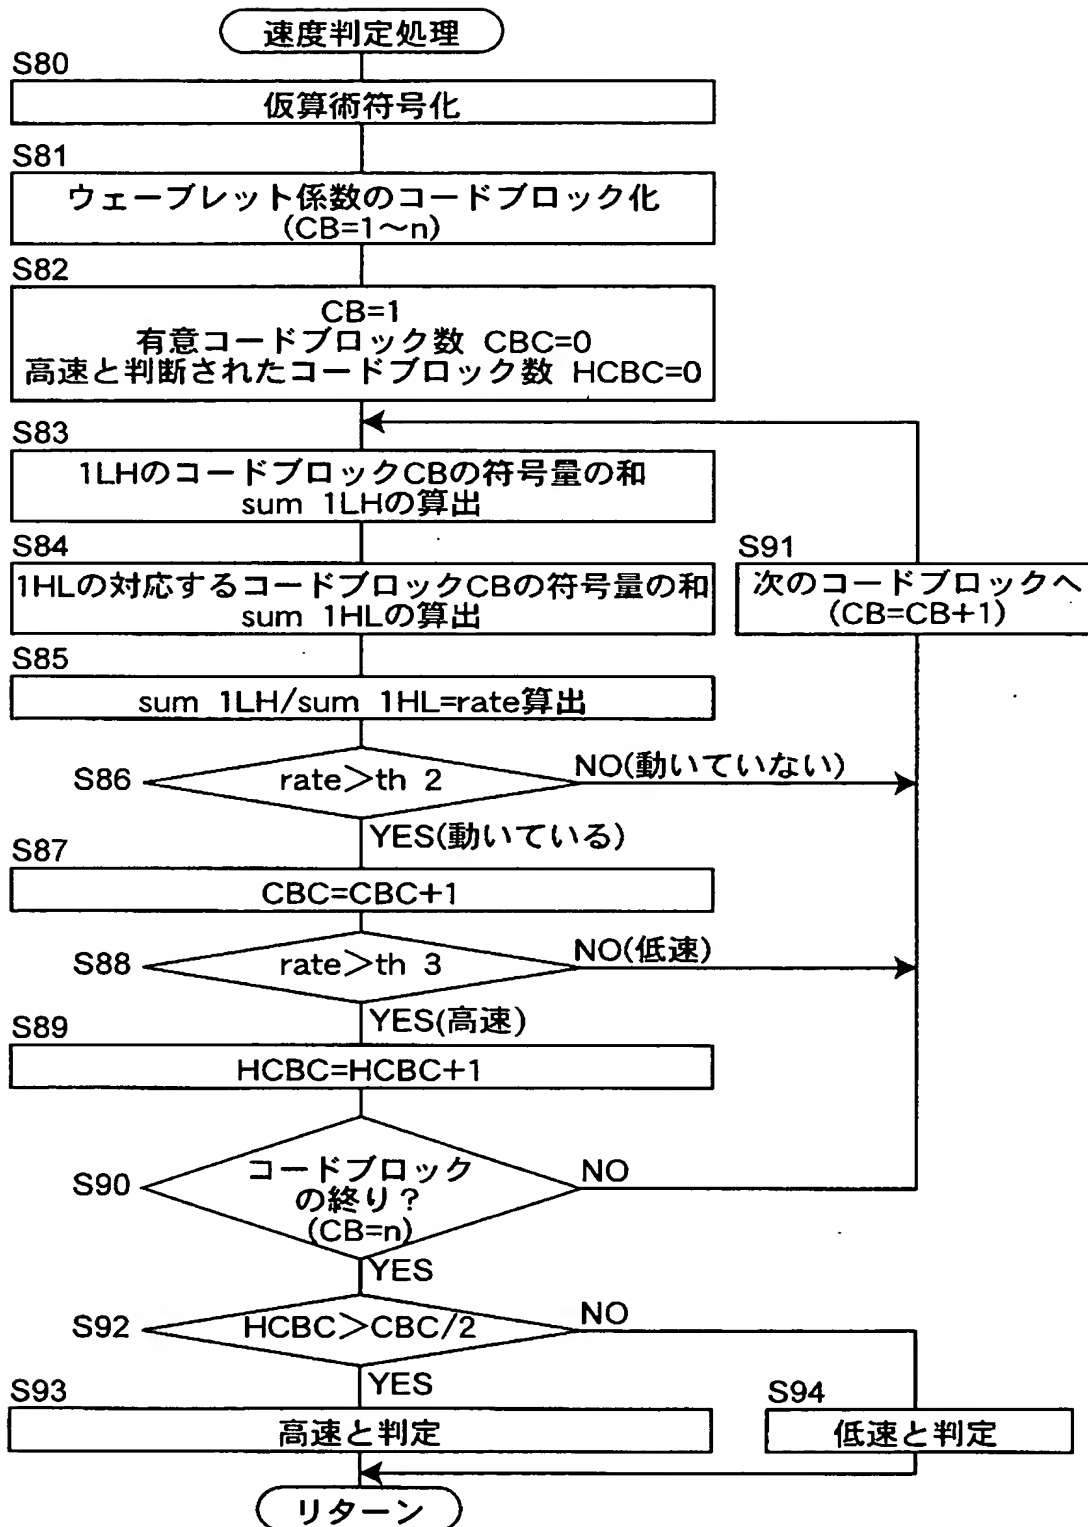 速度判定処理
S80
仮算術符号化
S81
ウェーブレット係数のコードブロック化
(CB=1～n)
S82
CB=1
有意コードブロック数 CBC=0
高速と判断されたコードブロック数 HCBC=0
S83
1LHのコードブロックCBの符号量の和
sum 1LHの算出
S84
1HLの対応するコードブロックCBの符号量の和
sum 1HLの算出
S91
次のコードブロックへ
(CB=CB+1)
S85
sum 1LH/sum 1HL=rate算出
S86
rate＞th 2
NO(動いていない)
YES(動いている)
S87
CBC=CBC+1
S88
rate＞th 3
NO(低速)
YES(高速)
S89
HCBC=HCBC+1
S90
コードブロック
の終り？
(CB=n)
NO
YES
S92
HCBC＞CBC/2
NO
YES
S93
高速と判定
S94
低速と判定
リターン